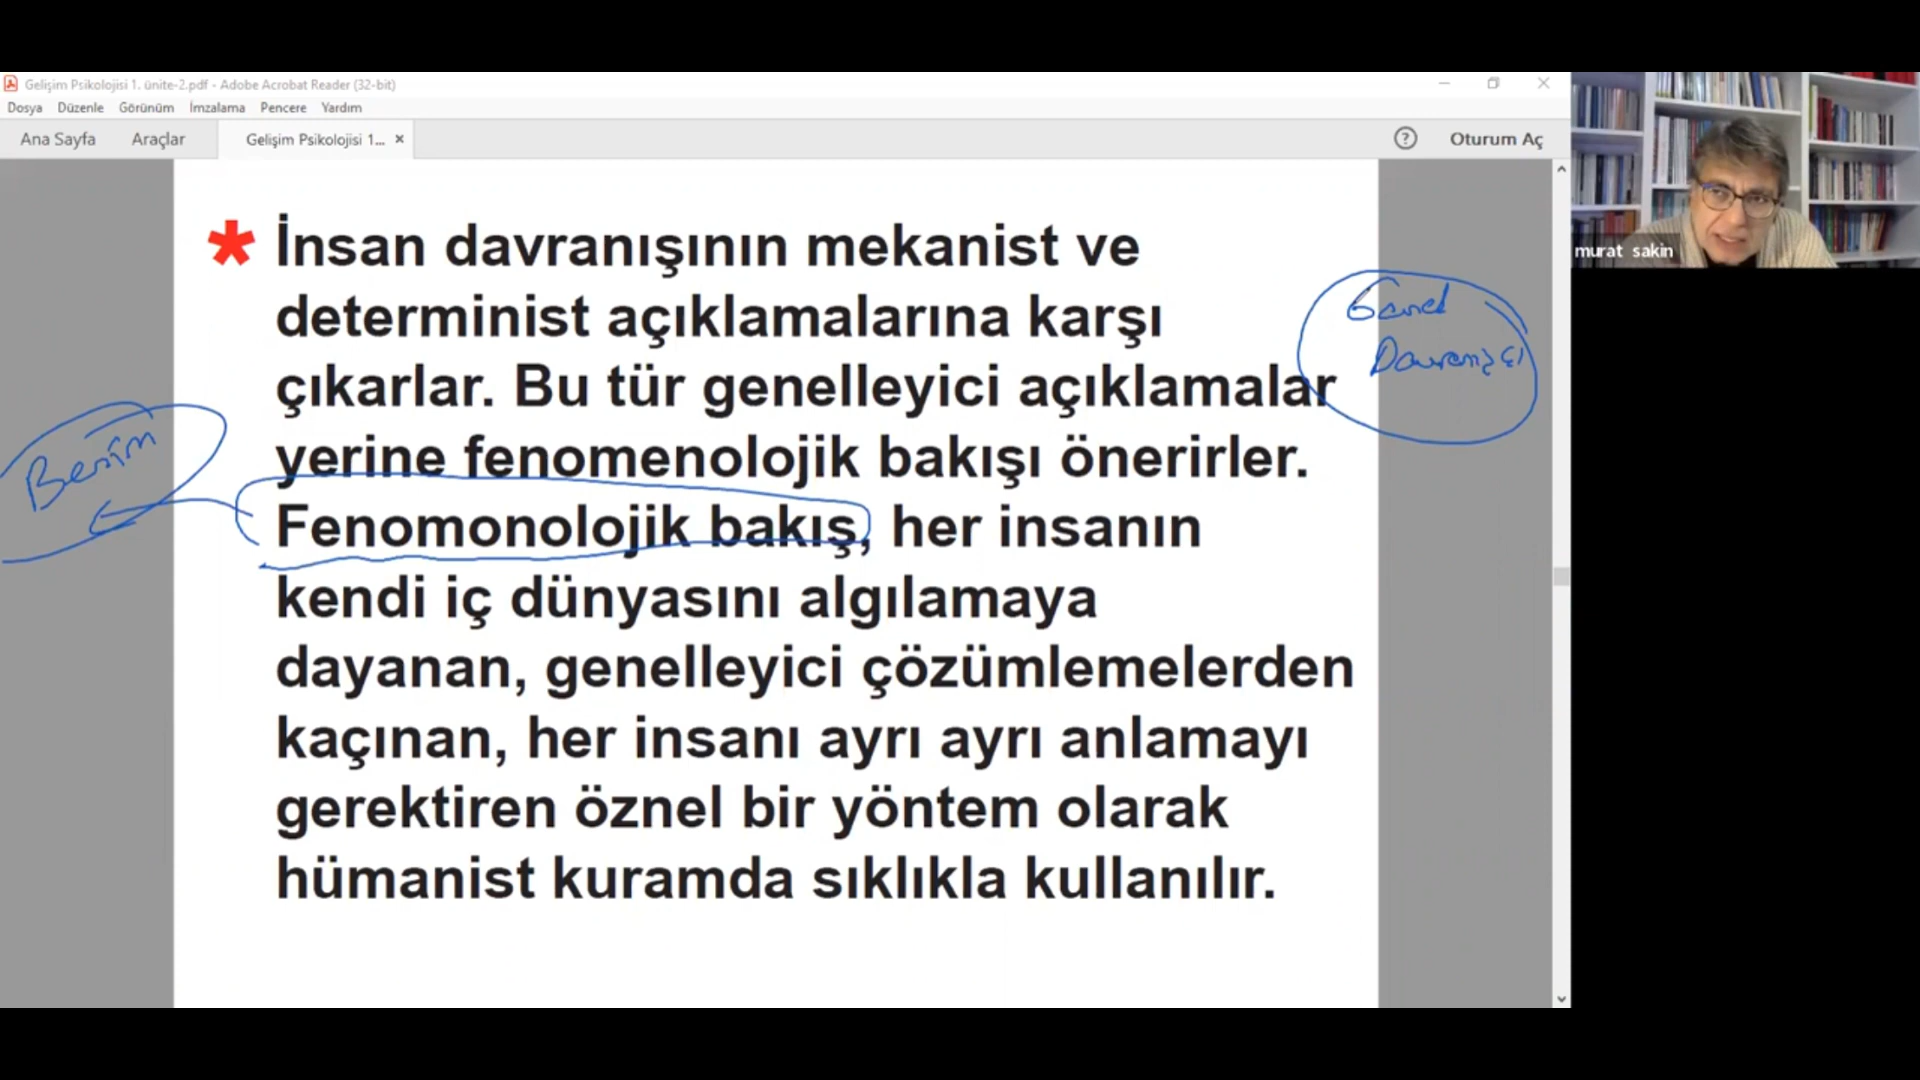 Gelişim Psikolojisi 1. ünite-2.pdf - Adobe Acrobat Reader (32-bit)
Dosya Düzenle Görünüm İmzalama Pencere Yardım
Ana Sayfa Araçlar Gelişim Psikolojisi 1... × ? Oturum Aç
murat sakin
* İnsan davranışının mekanist ve
determinist açıklamalarına karşı
çıkarlar. Bu tür genelleyici açıklamalar
yerine fenomenolojik bakışı önerirler.
Fenomonolojik bakış, her insanın
kendi iç dünyasını algılamaya
dayanan, genelleyici çözümlemelerden
kaçınan, her insanı ayrı ayrı anlamayı
gerektiren öznel bir yöntem olarak
hümanist kuramda sıklıkla kullanılır.
Genel
Davranışçı
Benim